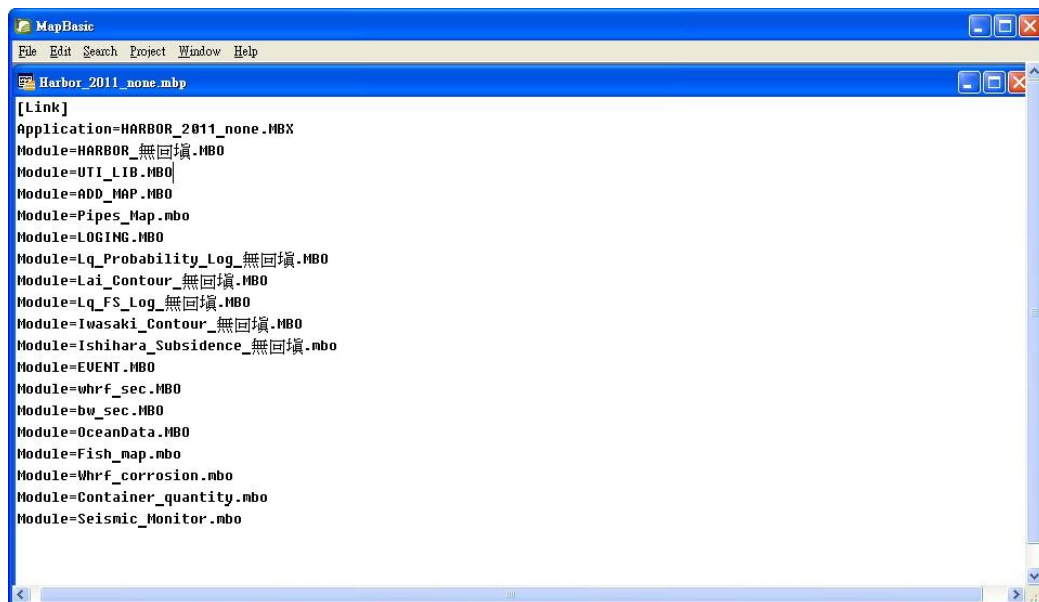 MapBasic
File Edit Search Project Window Help
Harbor_2011_none.mbp
[Link]
Application=HARBOR_2011_none.MBX
Module=HARBOR_無回塡.MBO
Module=UTI_LIB.MBO
Module=ADD_MAP.MBO
Module=Pipes_Map.mbo
Module=LOGING.MBO
Module=Lq_Probability_Log_無回塡.MBO
Module=Lai_Contour_無回塡.MBO
Module=Lq_FS_Log_無回塡.MBO
Module=Iwasaki_Contour_無回塡.MBO
Module=Ishihara_Subsidence_無回塡.mbo
Module=EVENT.MBO
Module=whrf_sec.MBO
Module=bw_sec.MBO
Module=OceanData.MBO
Module=Fish_map.mbo
Module=Whrf_corrosion.mbo
Module=Container_quantity.mbo
Module=Seismic_Monitor.mbo